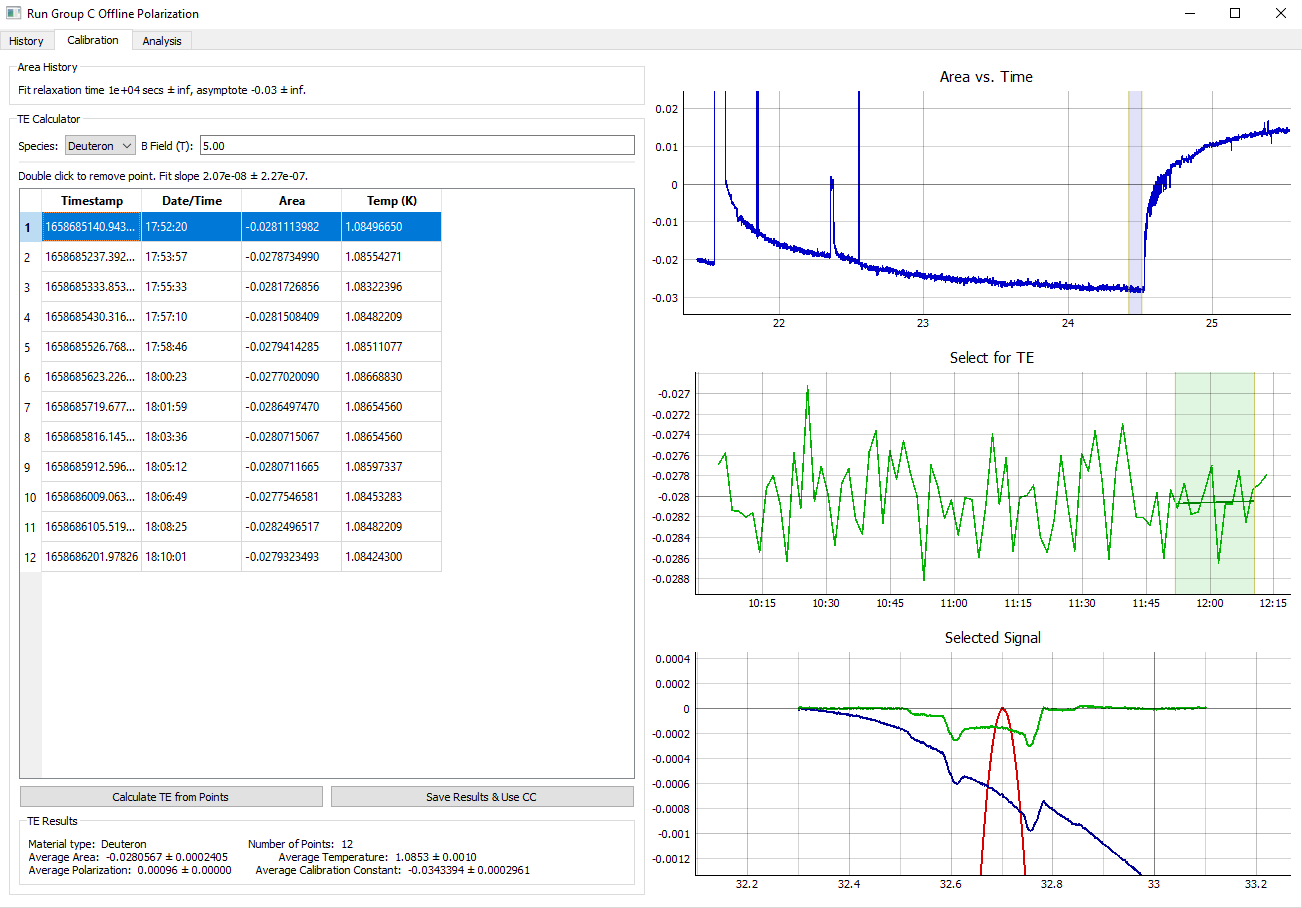 Run Group C Offline Polarization
History Calibration Analysis
Area History
Fit relaxation time 1e+04 secs ± inf, asymptote -0.03 ± inf.
TE Calculator
Species: Deuteron B Field (T): 5.00
Double click to remove point. Fit slope 2.07e-08 ± 2.27e-07.
Timestamp Date/Time Area Temp (K)
1 1658685140.943... 17:52:20 -0.0281113982 1.08496650
2 1658685237.392... 17:53:57 -0.0278734990 1.08554271
3 1658685333.853... 17:55:33 -0.0281726856 1.08322396
4 1658685430.316... 17:57:10 -0.0281508409 1.08482209
5 1658685526.768... 17:58:46 -0.0279414285 1.08511077
6 1658685623.226... 18:00:23 -0.0277020090 1.08668830
7 1658685719.677... 18:01:59 -0.0286497470 1.08654560
8 1658685816.145... 18:03:36 -0.0280715067 1.08654560
9 1658685912.596... 18:05:12 -0.0280711665 1.08597337
10 1658686009.063... 18:06:49 -0.0277546581 1.08453283
11 1658686105.519... 18:08:25 -0.0282496517 1.08482209
12 1658686201.97826 18:10:01 -0.0279323493 1.08424300
Calculate TE from Points Save Results & Use CC
TE Results
Material type: Deuteron Number of Points: 12
Average Area: -0.0280567 ± 0.0002405 Average Temperature: 1.0853 ± 0.0010
Average Polarization: 0.00096 ± 0.00000 Average Calibration Constant: -0.0343394 ± 0.0002961
Area vs. Time
0.02
0.01
0
-0.01
-0.02
-0.03
22 23 24 25
Select for TE
-0.027
-0.0272
-0.0274
-0.0276
-0.0278
-0.028
-0.0282
-0.0284
-0.0286
-0.0288
10:15 10:30 10:45 11:00 11:15 11:30 11:45 12:00 12:15
Selected Signal
0.0004
0.0002
0
-0.0002
-0.0004
-0.0006
-0.0008
-0.001
-0.0012
32.2 32.4 32.6 32.8 33 33.2